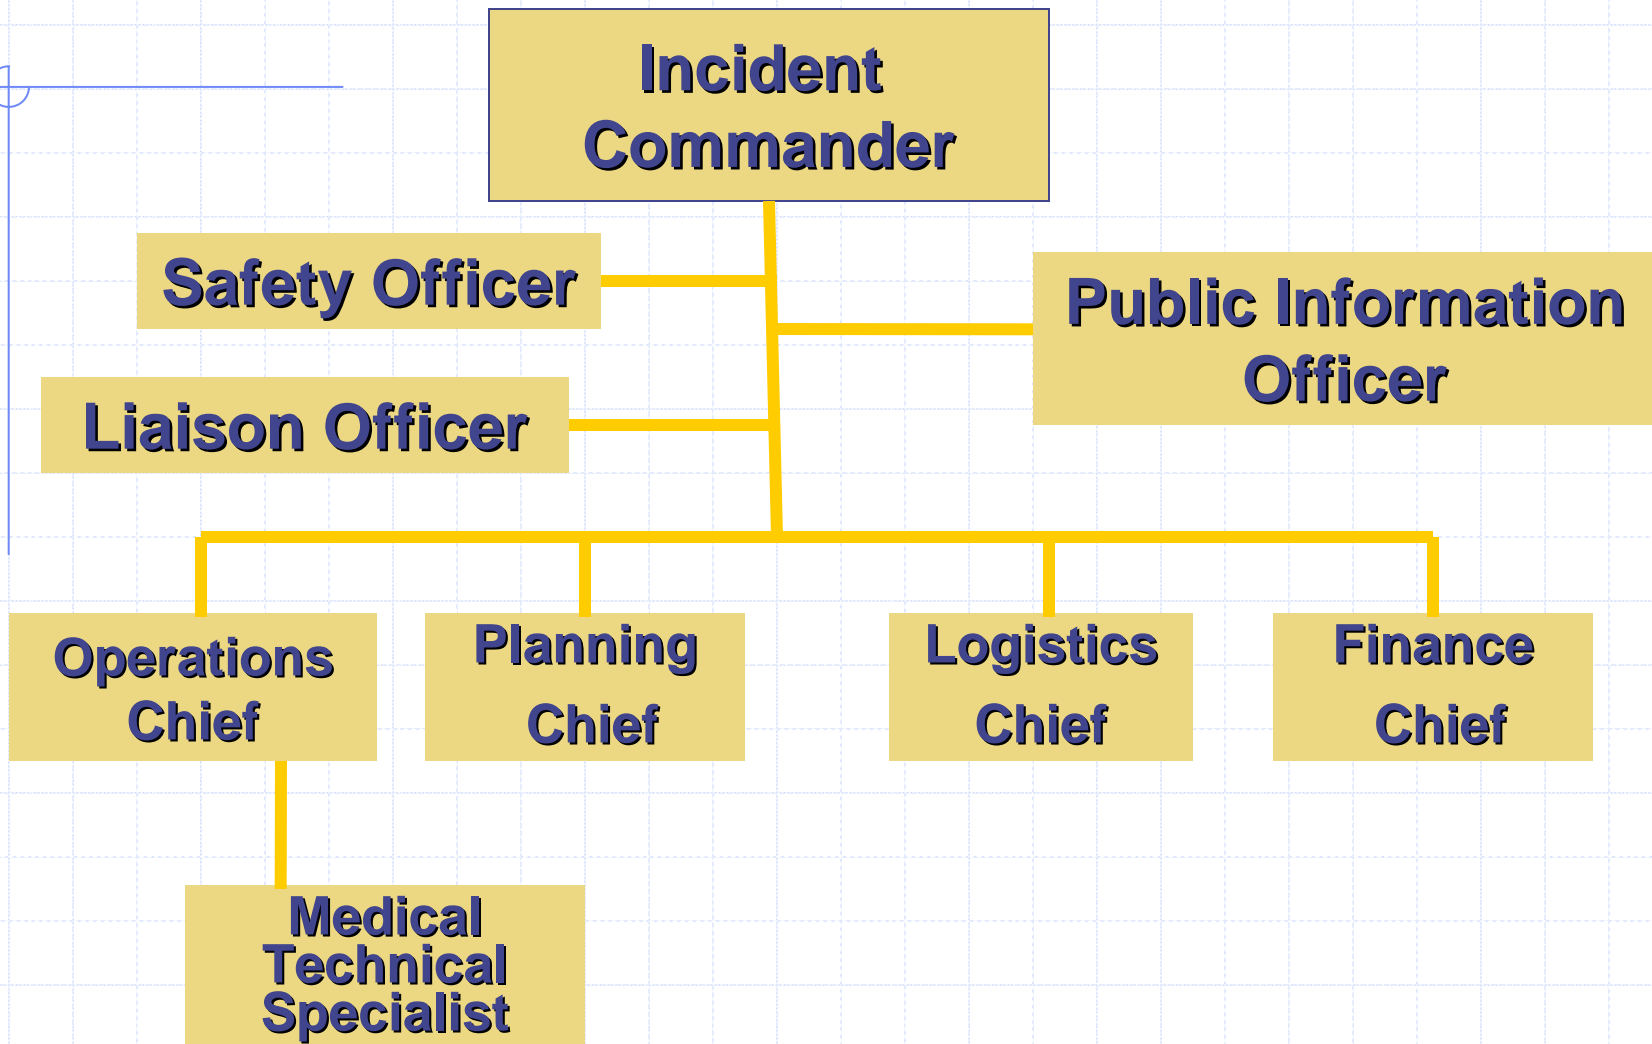 Incident
Commander
Safety Officer
Public Information
Officer
Liaison Officer
Operations
Chief
Planning
Chief
Logistics
Chief
Finance
Chief
Medical
Technical
Specialist